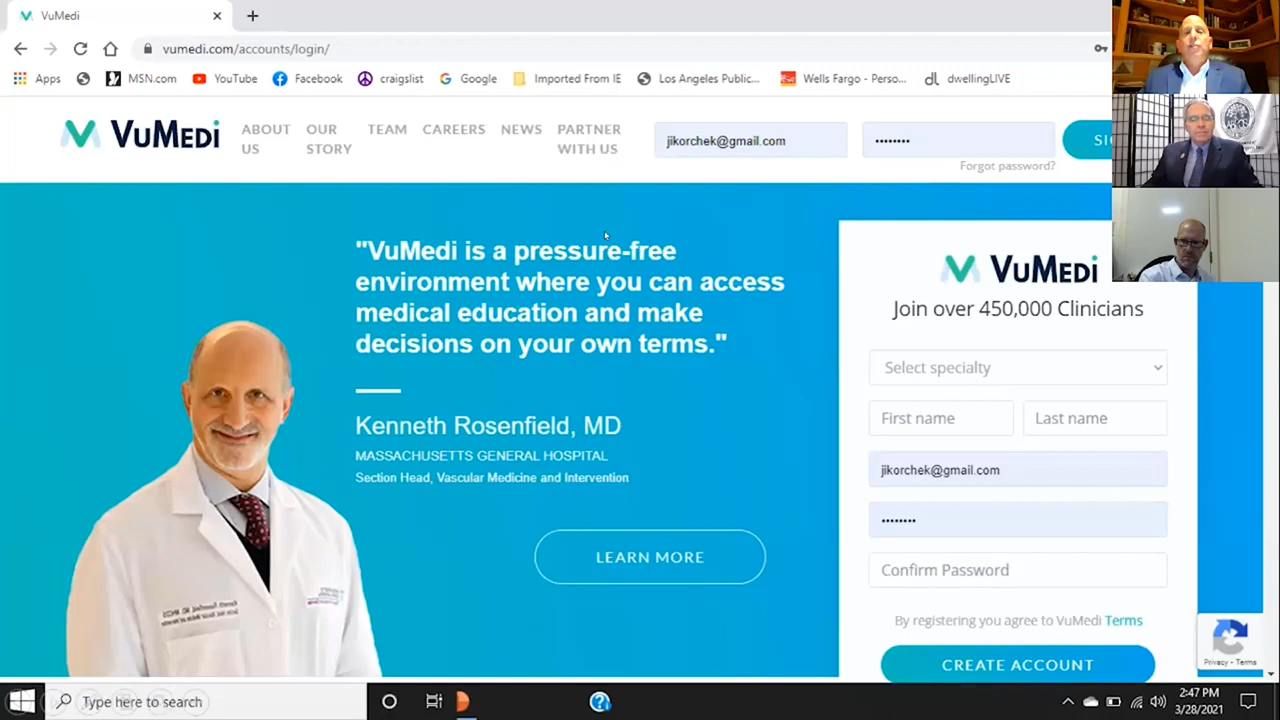 VuMedi
vumedi.com/accounts/login/
Apps MSN.com YouTube Facebook craigslist Google Imported From IE Los Angeles Public... Wells Fargo - Perso... dwellingLIVE
VUMEDI
ABOUT US
OUR STORY
TEAM
CAREERS
NEWS
PARTNER WITH US
jikorchek@gmail.com
••••••••
Forgot password?
"VuMedi is a pressure-free
environment where you can access
medical education and make
decisions on your own terms."
Kenneth Rosenfield, MD
MASSACHUSETTS GENERAL HOSPITAL
Section Head, Vascular Medicine and Intervention
LEARN MORE
VUMEDI
Join over 450,000 Clinicians
Select specialty
First name
Last name
jikorchek@gmail.com
••••••••
Confirm Password
By registering you agree to VuMedi Terms
CREATE ACCOUNT
Privacy - Terms
Type here to search
2:47 PM
3/28/2021